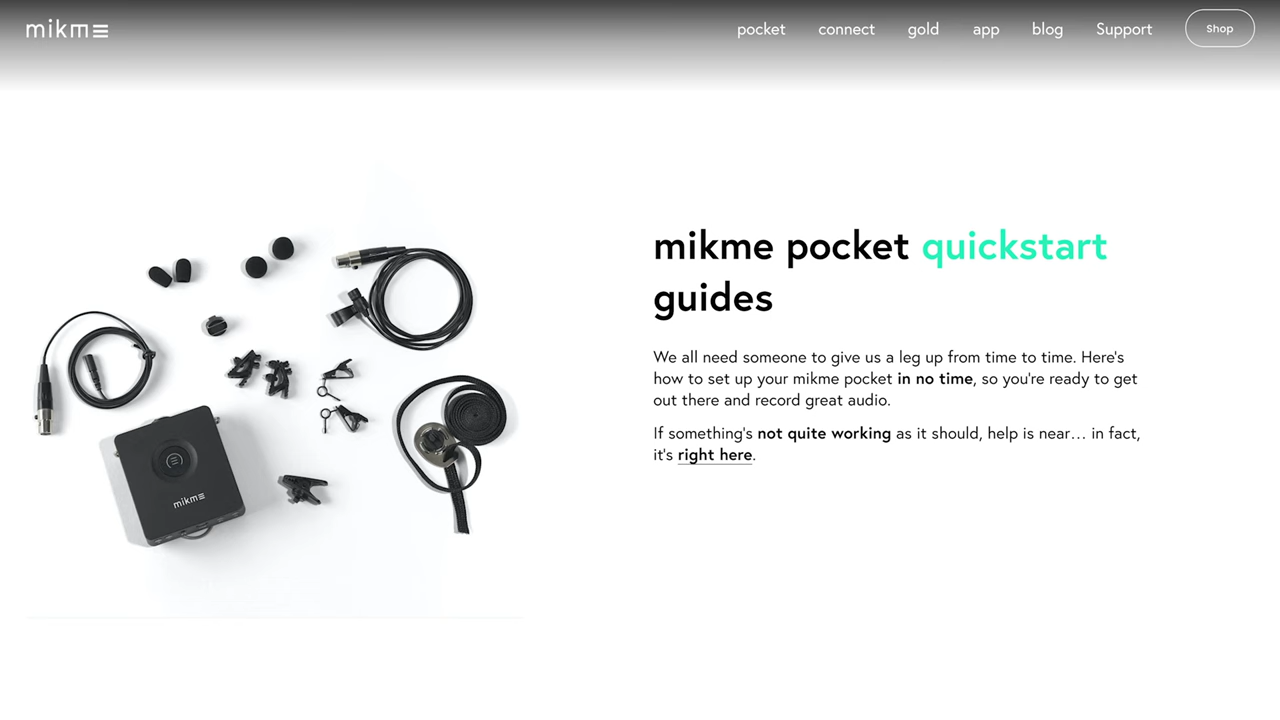 mikme
pocket connect gold app blog Support Shop
mikme pocket quickstart
guides
We all need someone to give us a leg up from time to time. Here's
how to set up your mikme pocket in no time, so you're ready to get
out there and record great audio.
If something's not quite working as it should, help is near… in fact,
it's right here.
mikme